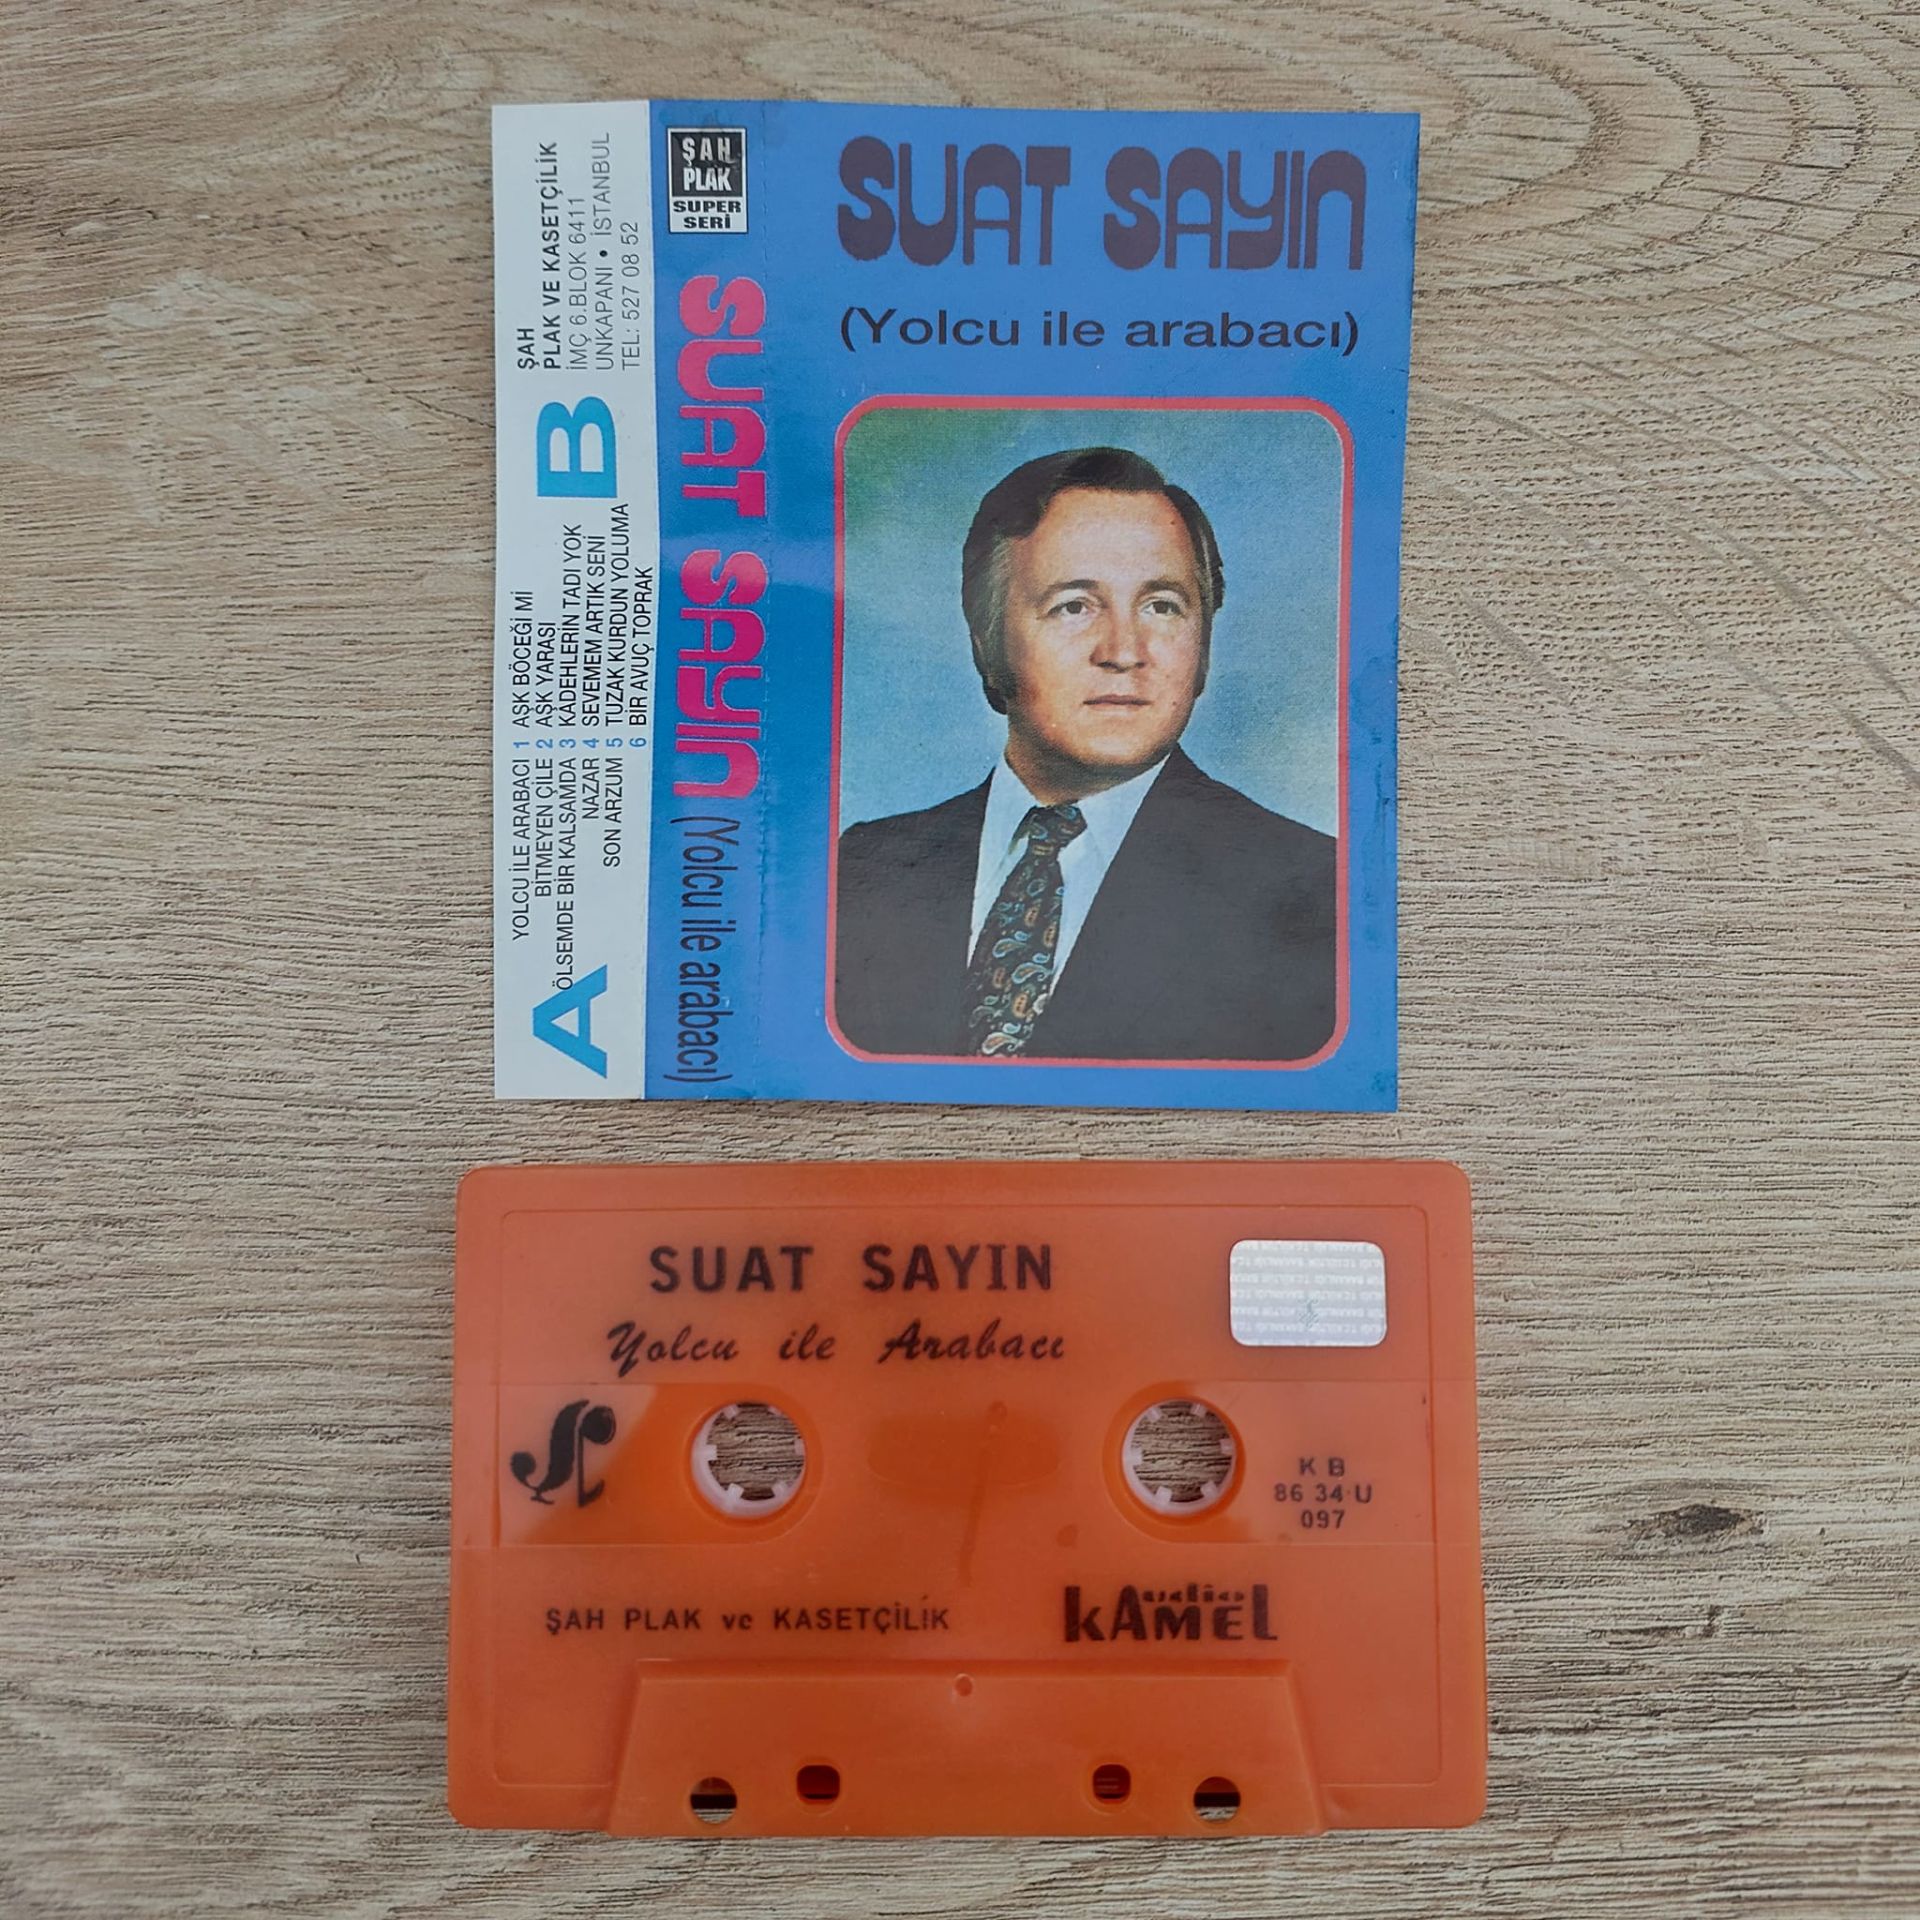 ŞAH
PLAK VE KASETÇİLİK
İMÇ 6.BLOK 6411
UNKAPANI • İSTANBUL
TEL: 527 08 52
A
YOLCU İLE ARABACI 1
BİTMEYEN ÇİLE 2
ÖLSEMDE BİR KALSAMDA 3
NAZAR 4
SON ARZUM 5
6
B
AŞK BÖCEĞİ Mİ
AŞK YARASI
KADEHLERİN TADI YOK
SEVEMEM ARTIK SENİ
TUZAK KURDUN YOLUMA
BİR AVUÇ TOPRAK
ŞAH
PLAK
SUPER
SERİ
SUAT SAYIN (Yolcu ile arabacı)
SUAT SAYIN
(Yolcu ile arabacı)
SUAT SAYIN
Yolcu ile Arabacı
K B
86 34 U
097
ŞAH PLAK ve KASETÇİLİK
audio
kAMEL